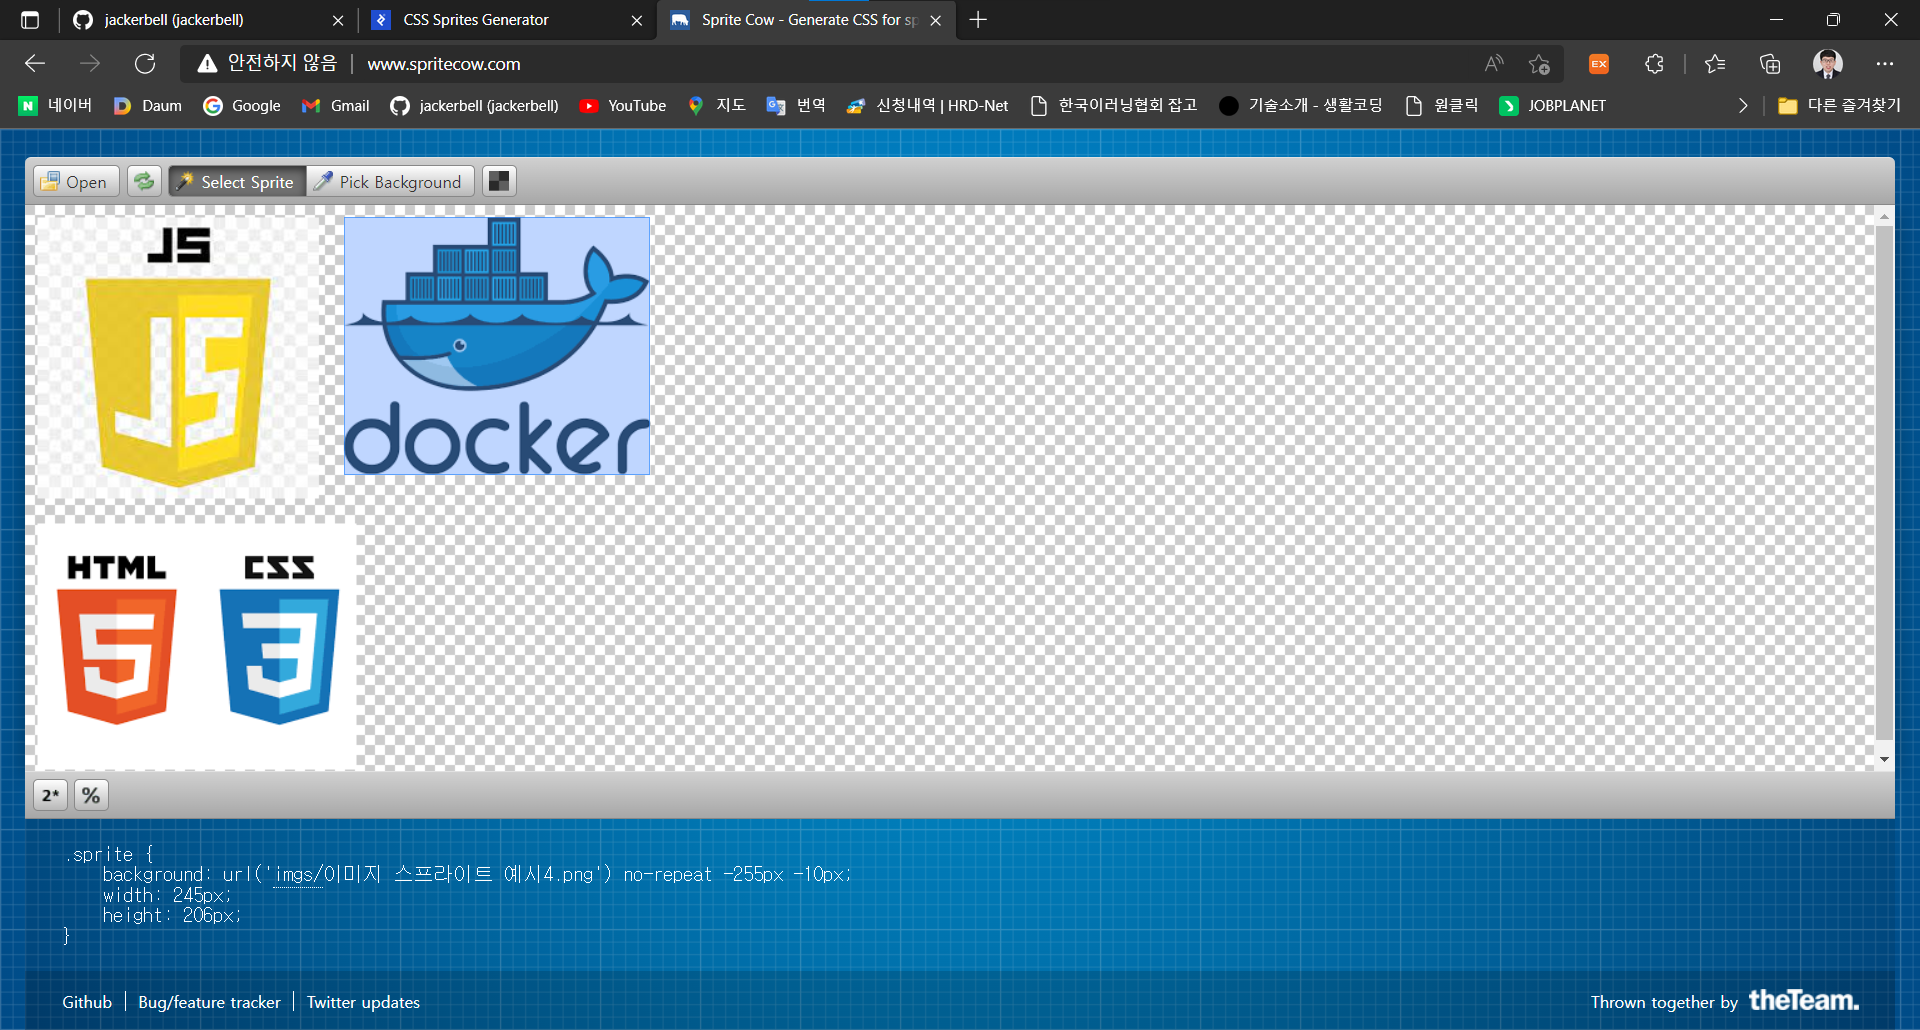 jackerbell (jackerbell)
CSS Sprites Generator
Sprite Cow - Generate CSS for sp
안전하지 않음 | www.spritecow.com
EX
네이버 Daum Google Gmail jackerbell (jackerbell) YouTube 지도 번역 신청내역 | HRD-Net 한국이러닝협회 잡고 기술소개 - 생활코딩 원클릭 JOBPLANET 다른 즐겨찾기
Open Select Sprite Pick Background
JS
JS
docker
HTML CSS
5 3
2* %
.sprite {
background: url('imgs/이미지 스프라이트 예시4.png') no-repeat -255px -10px;
width: 245px;
height: 206px;
}
Github | Bug/feature tracker | Twitter updates
Thrown together by theTeam.